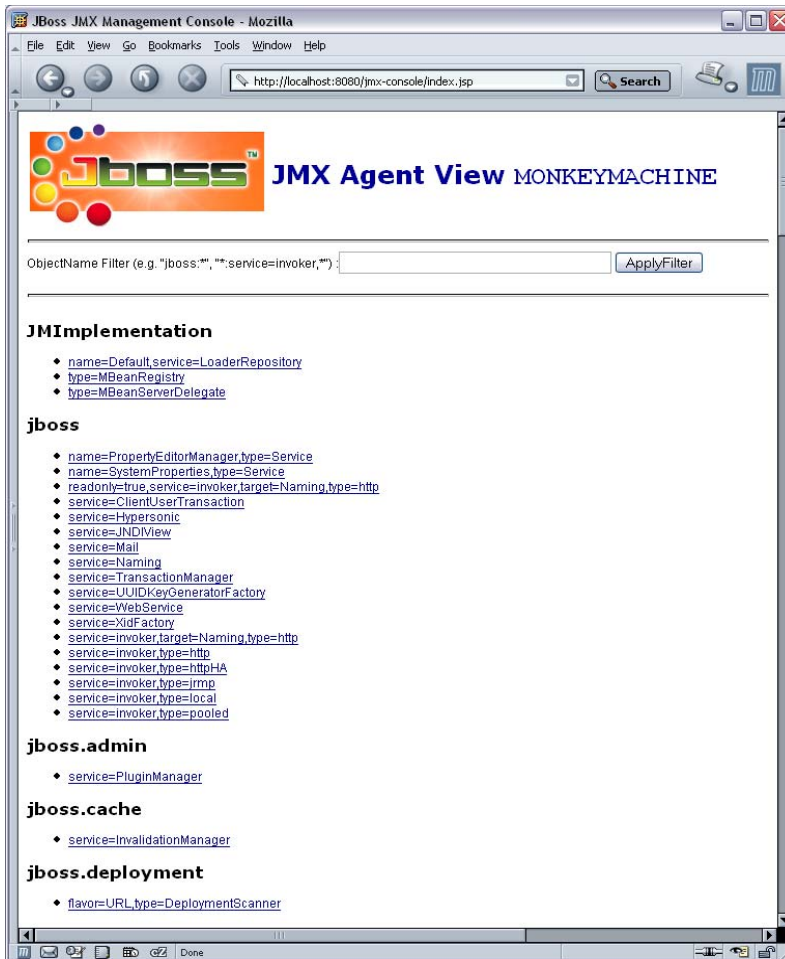 JBoss JMX Management Console - Mozilla
File Edit View Go Bookmarks Tools Window Help
http://localhost:8080/jmx-console/index.jsp Search
Jboss™ JMX Agent View MONKEYMACHINE
ObjectName Filter (e.g. "jboss:*", "*:service=invoker,*") : ApplyFilter
JMImplementation
name=Default,service=LoaderRepository
type=MBeanRegistry
type=MBeanServerDelegate
jboss
name=PropertyEditorManager,type=Service
name=SystemProperties,type=Service
readonly=true,service=invoker,target=Naming,type=http
service=ClientUserTransaction
service=Hypersonic
service=JNDIView
service=Mail
service=Naming
service=TransactionManager
service=UUIDKeyGeneratorFactory
service=WebService
service=XidFactory
service=invoker,target=Naming,type=http
service=invoker,type=http
service=invoker,type=httpHA
service=invoker,type=jrmp
service=invoker,type=local
service=invoker,type=pooled
jboss.admin
service=PluginManager
jboss.cache
service=InvalidationManager
jboss.deployment
flavor=URL,type=DeploymentScanner
Done